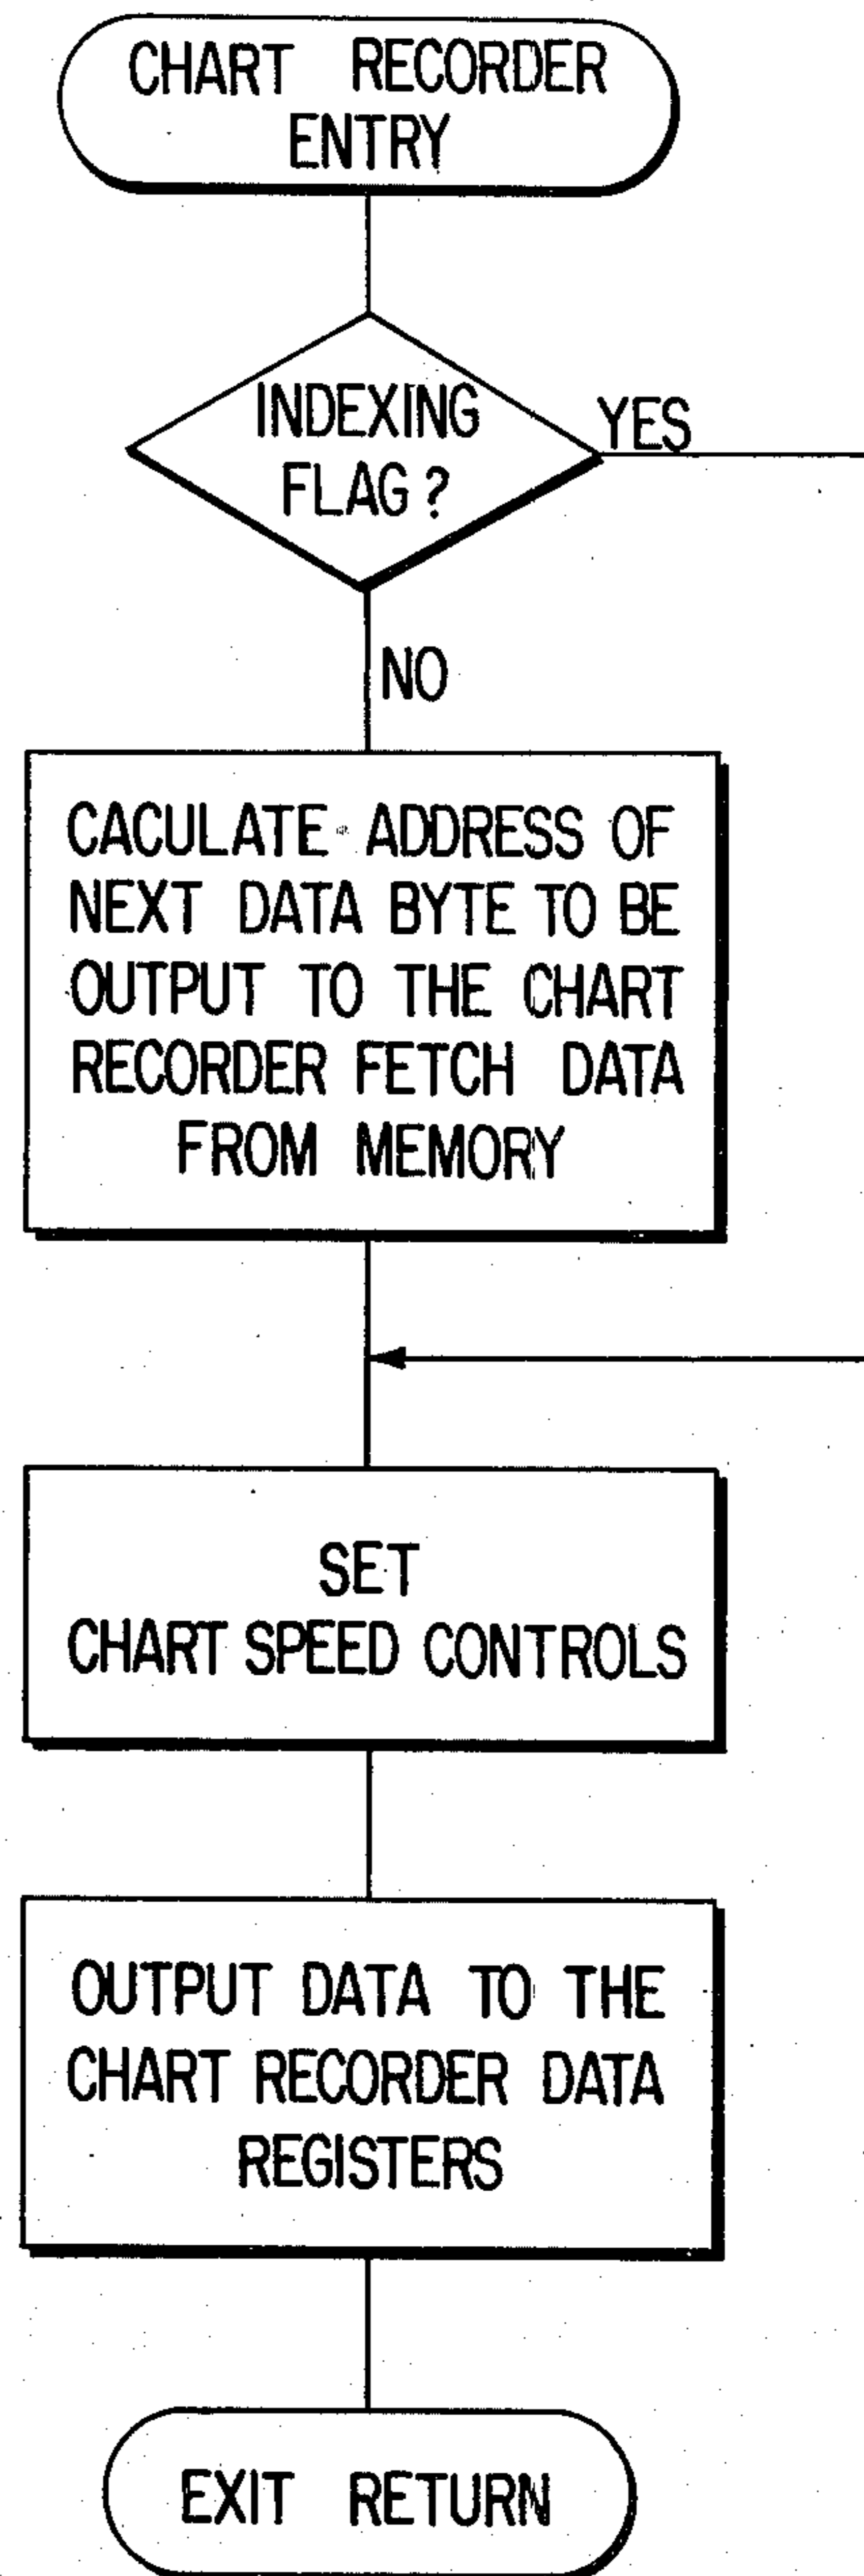 CHART RECORDER
ENTRY
INDEXING
FLAG?
YES
NO
CACULATE ADDRESS OF
NEXT DATA BYTE TO BE
OUTPUT TO THE CHART
RECORDER FETCH DATA
FROM MEMORY
SET
CHART SPEED CONTROLS
OUTPUT DATA TO THE
CHART RECORDER DATA
REGISTERS
EXIT RETURN